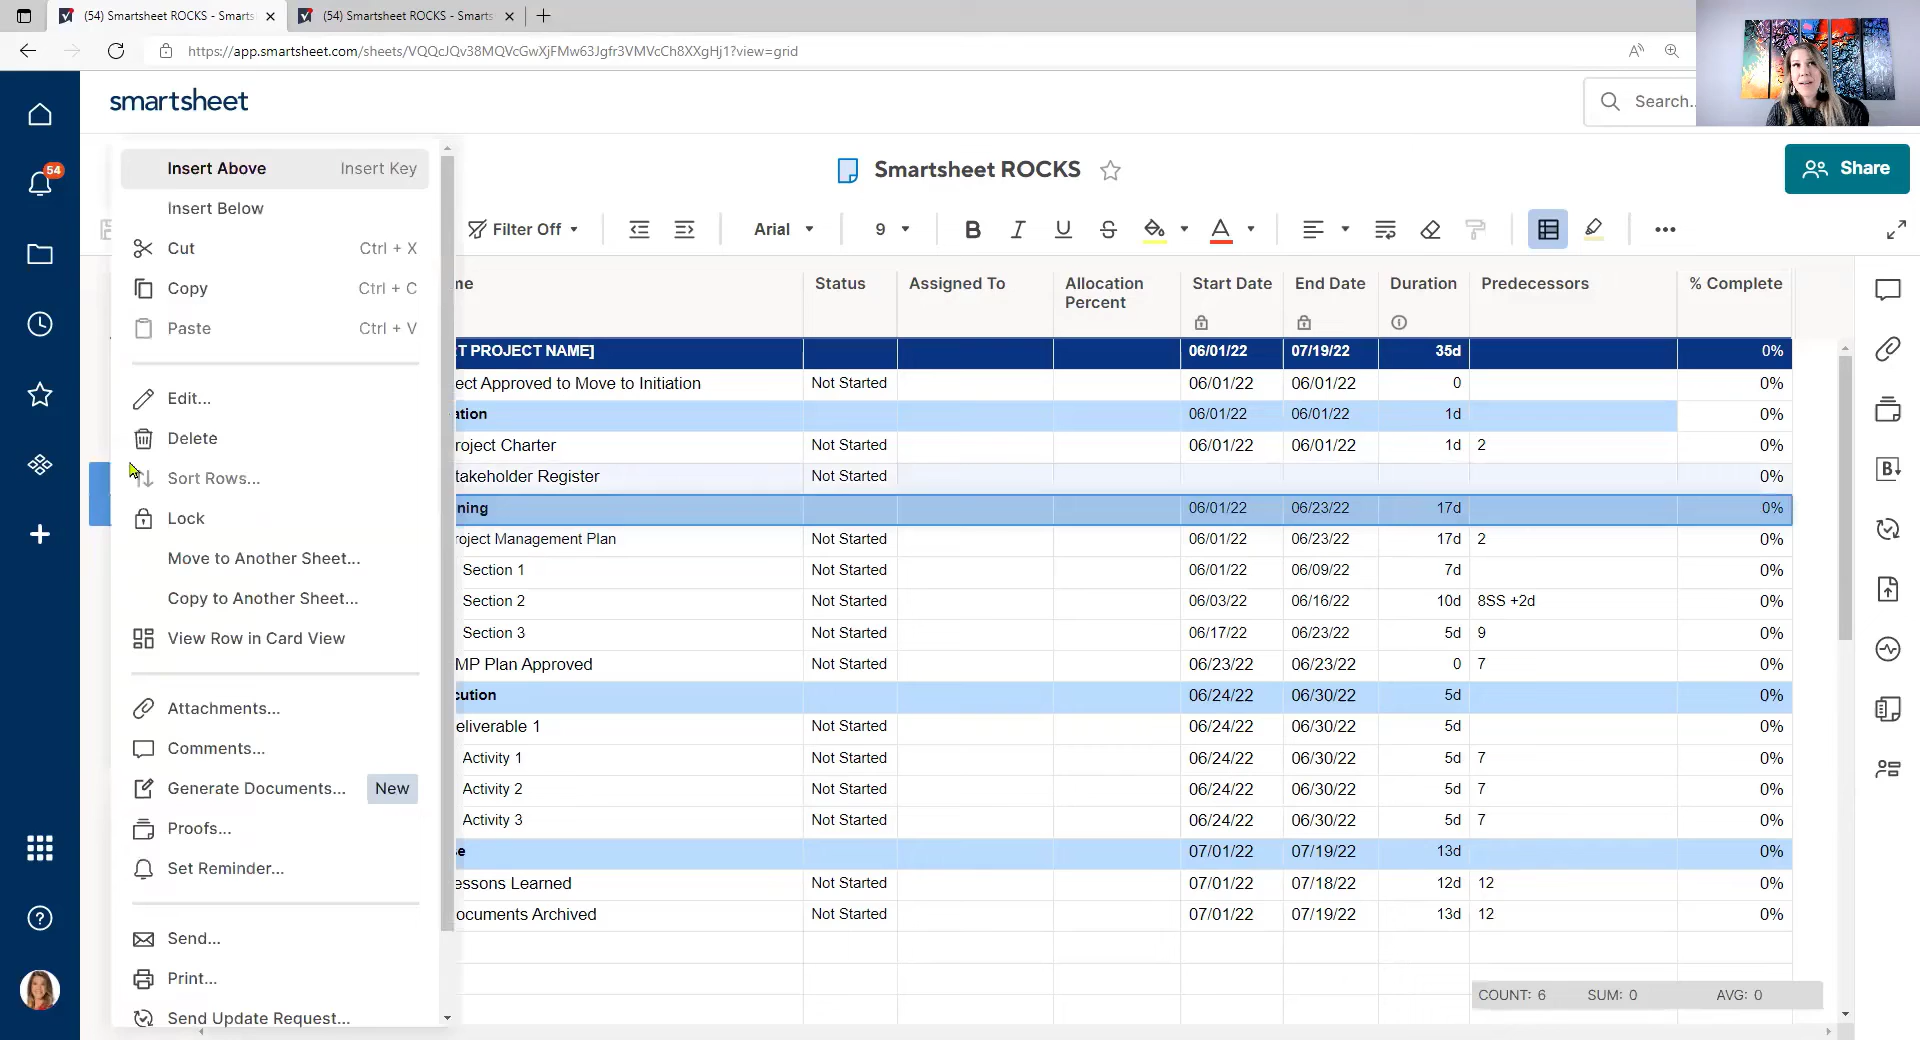 (54) Smartsheet ROCKS - Smarts
(54) Smartsheet ROCKS - Smarts
https://app.smartsheet.com/sheets/VQQcJQv38MQVcGwXjFMw63Jgfr3VMVcCh8XXgHj1?view=grid
smartsheet
Search..
54
Smartsheet ROCKS
Share
Filter Off
Arial
9
Insert Above Insert Key
Insert Below
Cut Ctrl + X
Copy Ctrl + C
Paste Ctrl + V
Edit...
Delete
Sort Rows...
Lock
Move to Another Sheet...
Copy to Another Sheet...
View Row in Card View
Attachments...
Comments...
Generate Documents... New
Proofs...
Set Reminder...
Send...
Print...
Send Update Request...
me Status Assigned To Allocation Percent Start Date End Date Duration Predecessors % Complete
T PROJECT NAME] 06/01/22 07/19/22 35d 0%
ect Approved to Move to Initiation Not Started 06/01/22 06/01/22 0 0%
ation 06/01/22 06/01/22 1d 0%
roject Charter Not Started 06/01/22 06/01/22 1d 2 0%
takeholder Register Not Started 0%
ning 06/01/22 06/23/22 17d 0%
roject Management Plan Not Started 06/01/22 06/23/22 17d 2 0%
Section 1 Not Started 06/01/22 06/09/22 7d 0%
Section 2 Not Started 06/03/22 06/16/22 10d 8SS +2d 0%
Section 3 Not Started 06/17/22 06/23/22 5d 9 0%
MP Plan Approved Not Started 06/23/22 06/23/22 0 7 0%
cution 06/24/22 06/30/22 5d 0%
eliverable 1 Not Started 06/24/22 06/30/22 5d 0%
Activity 1 Not Started 06/24/22 06/30/22 5d 7 0%
Activity 2 Not Started 06/24/22 06/30/22 5d 7 0%
Activity 3 Not Started 06/24/22 06/30/22 5d 7 0%
se 07/01/22 07/19/22 13d 0%
essons Learned Not Started 07/01/22 07/18/22 12d 12 0%
ocuments Archived Not Started 07/01/22 07/19/22 13d 12 0%
COUNT: 6 SUM: 0 AVG: 0